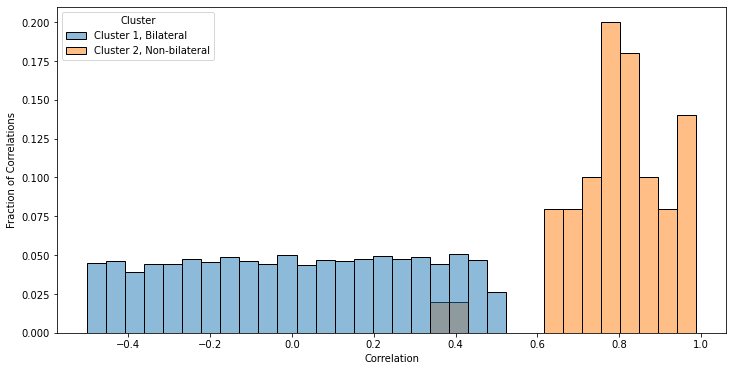 Cluster
Cluster 1, Bilateral
Cluster 2, Non-bilateral
0.200
0.175
0.150
0.125
0.100
0.075
0.050
0.025
0.000
Fraction of Correlations
−0.4 −0.2 0.0 0.2 0.4 0.6 0.8 1.0
Correlation